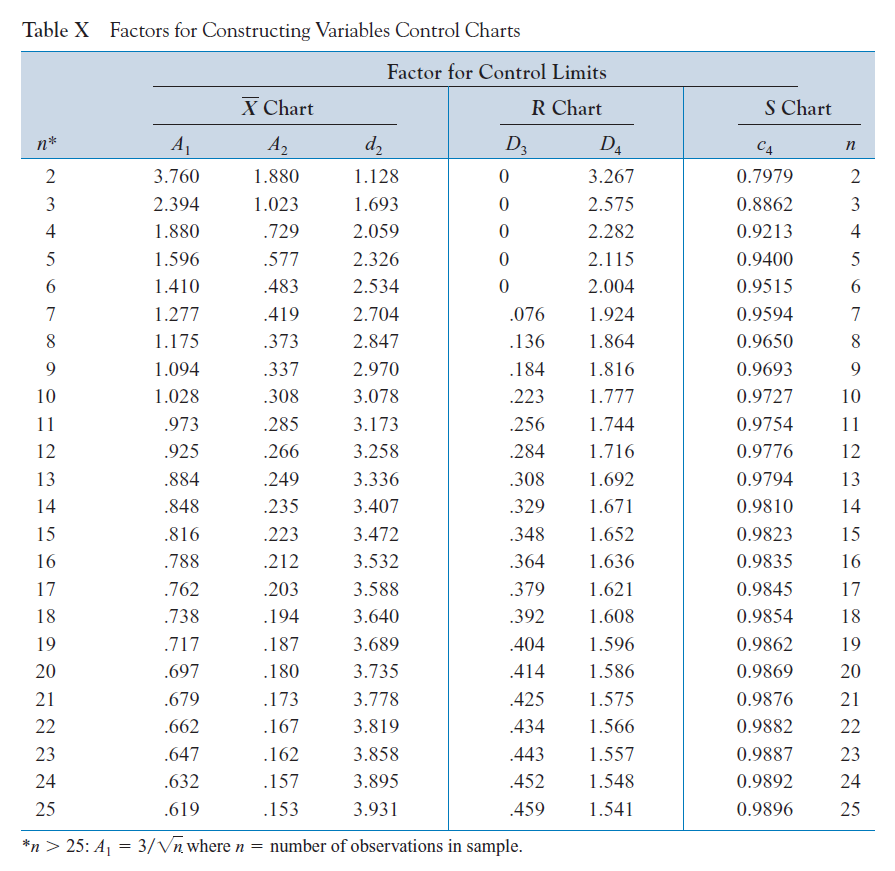 Table X Factors for Constructing Variables Control Charts
Factor for Control Limits
X̅ Chart R Chart S Chart
n* A₁ A₂ d₂ D₃ D₄ c₄ n
2 3.760 1.880 1.128 0 3.267 0.7979 2
3 2.394 1.023 1.693 0 2.575 0.8862 3
4 1.880 .729 2.059 0 2.282 0.9213 4
5 1.596 .577 2.326 0 2.115 0.9400 5
6 1.410 .483 2.534 0 2.004 0.9515 6
7 1.277 .419 2.704 .076 1.924 0.9594 7
8 1.175 .373 2.847 .136 1.864 0.9650 8
9 1.094 .337 2.970 .184 1.816 0.9693 9
10 1.028 .308 3.078 .223 1.777 0.9727 10
11 .973 .285 3.173 .256 1.744 0.9754 11
12 .925 .266 3.258 .284 1.716 0.9776 12
13 .884 .249 3.336 .308 1.692 0.9794 13
14 .848 .235 3.407 .329 1.671 0.9810 14
15 .816 .223 3.472 .348 1.652 0.9823 15
16 .788 .212 3.532 .364 1.636 0.9835 16
17 .762 .203 3.588 .379 1.621 0.9845 17
18 .738 .194 3.640 .392 1.608 0.9854 18
19 .717 .187 3.689 .404 1.596 0.9862 19
20 .697 .180 3.735 .414 1.586 0.9869 20
21 .679 .173 3.778 .425 1.575 0.9876 21
22 .662 .167 3.819 .434 1.566 0.9882 22
23 .647 .162 3.858 .443 1.557 0.9887 23
24 .632 .157 3.895 .452 1.548 0.9892 24
25 .619 .153 3.931 .459 1.541 0.9896 25
*n > 25: A₁ = 3/√n where n = number of observations in sample.